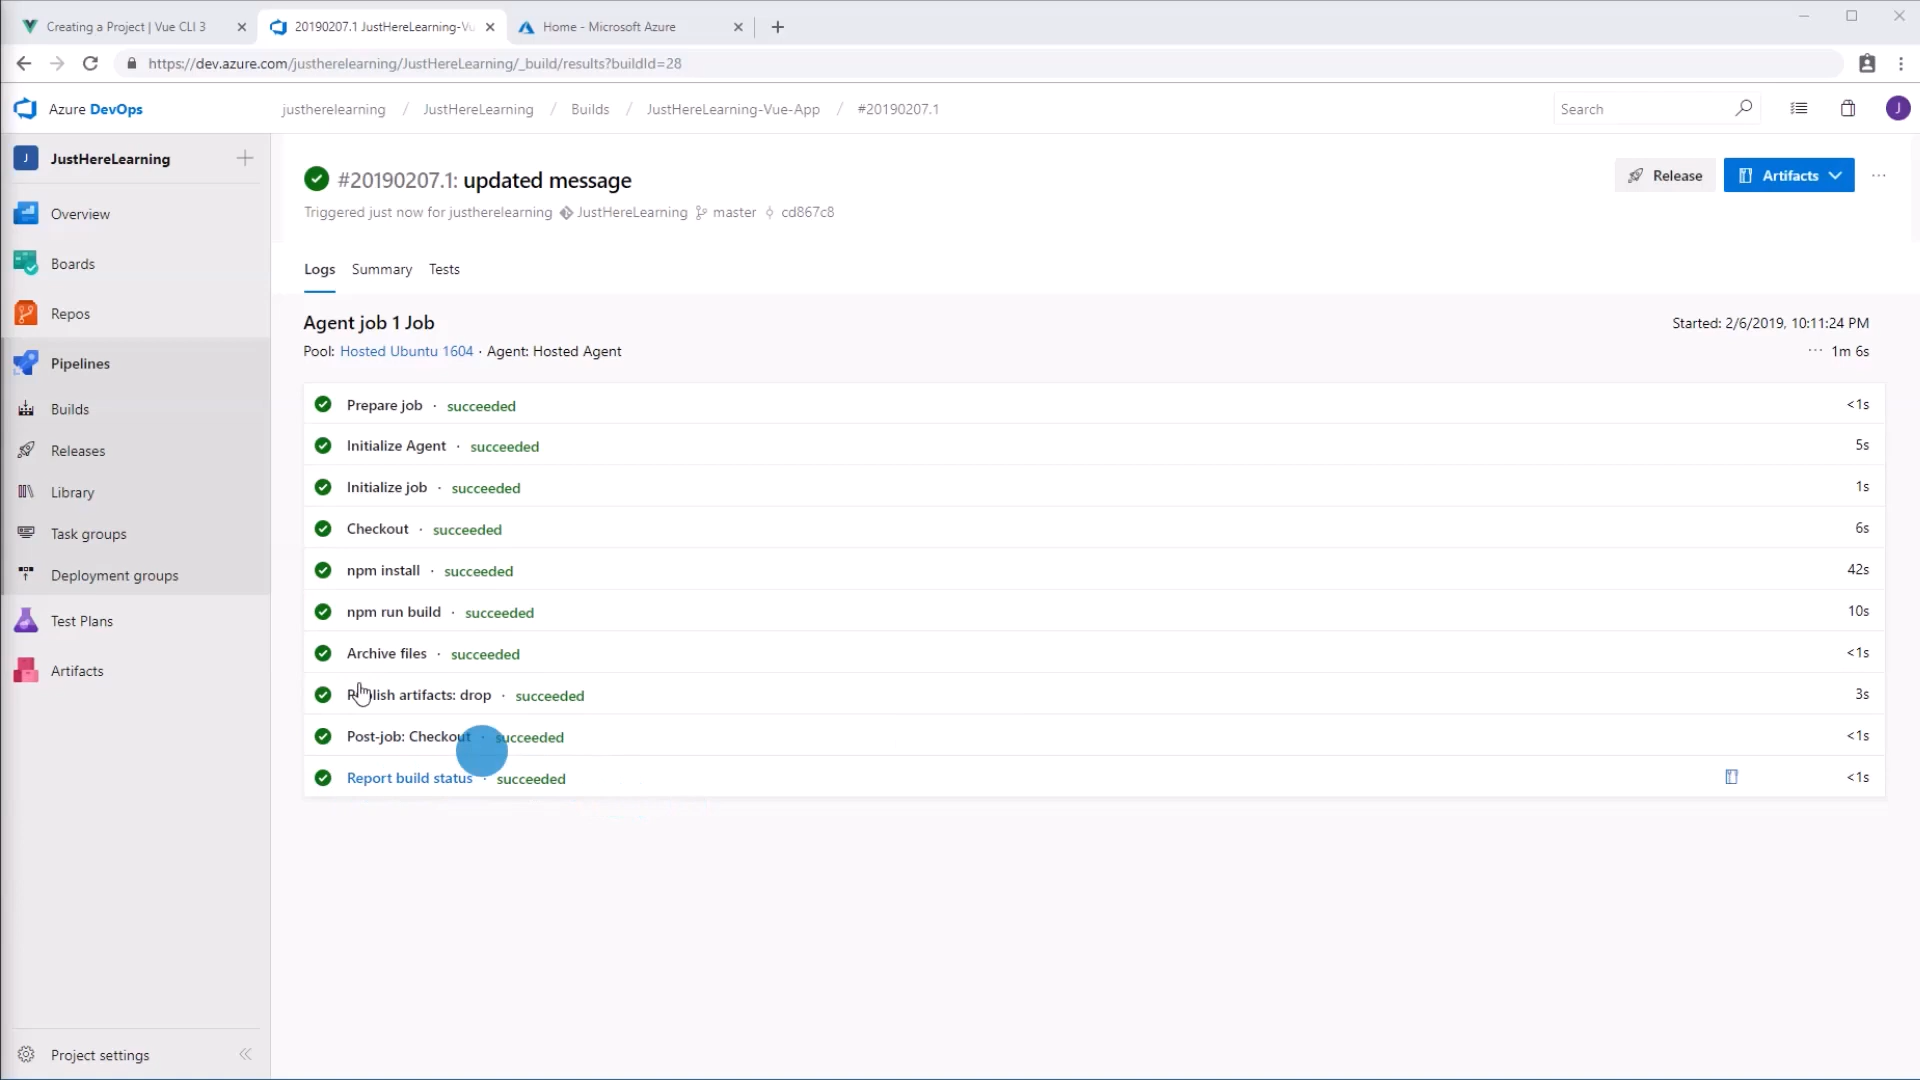 Creating a Project | Vue CLI 3
20190207.1 JustHereLearning-Vu
Home - Microsoft Azure
https://dev.azure.com/justherelearning/JustHereLearning/_build/results?buildId=28
Azure DevOps
justherelearning / JustHereLearning / Builds / JustHereLearning-Vue-App / #20190207.1
Search
J
J
JustHereLearning
Overview
Boards
Repos
Pipelines
Builds
Releases
Library
Task groups
Deployment groups
Test Plans
Artifacts
Project settings
#20190207.1: updated message
Release
Artifacts
Triggered just now for justherelearning JustHereLearning master cd867c8
Logs Summary Tests
Agent job 1 Job
Started: 2/6/2019, 10:11:24 PM
Pool: Hosted Ubuntu 1604 · Agent: Hosted Agent
··· 1m 6s
Prepare job · succeeded <1s
Initialize Agent · succeeded 5s
Initialize job · succeeded 1s
Checkout · succeeded 6s
npm install · succeeded 42s
npm run build · succeeded 10s
Archive files · succeeded <1s
Publish artifacts: drop · succeeded 3s
Post-job: Checkout · succeeded <1s
Report build status · succeeded <1s